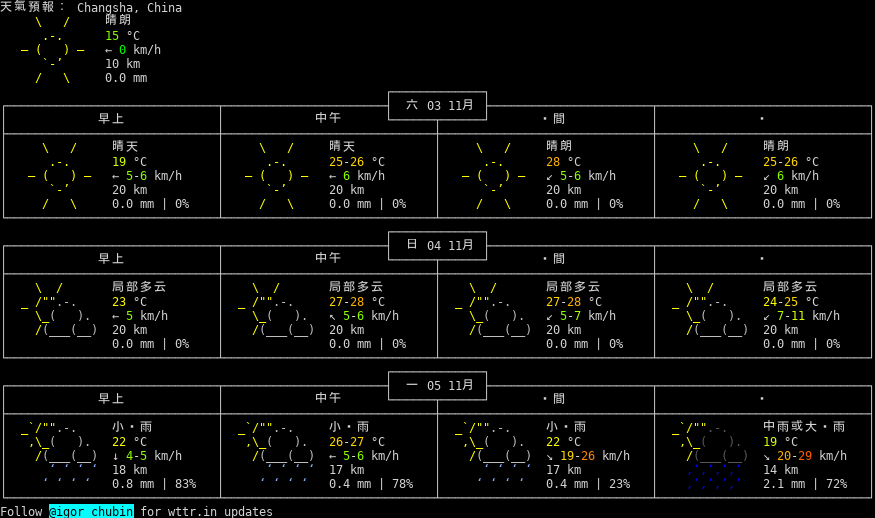 天氣預報： Changsha, China
晴朗
15 °C
← 0 km/h
10 km
0.0 mm
六 03 11月
早上 中午 ・間 ・
晴天 晴天 晴朗 晴朗
19 °C 25-26 °C 28 °C 25-26 °C
← 5-6 km/h ← 6 km/h ↙ 5-6 km/h ↙ 6 km/h
20 km 20 km 20 km 20 km
0.0 mm | 0% 0.0 mm | 0% 0.0 mm | 0% 0.0 mm | 0%
日 04 11月
早上 中午 ・間 ・
局部多云 局部多云 局部多云 局部多云
23 °C 27-28 °C 27-28 °C 24-25 °C
← 5 km/h ↖ 5-6 km/h ↙ 5-7 km/h ↙ 7-11 km/h
20 km 20 km 20 km 20 km
0.0 mm | 0% 0.0 mm | 0% 0.0 mm | 0% 0.0 mm | 0%
一 05 11月
早上 中午 ・間 ・
小・雨 小・雨 小・雨 中雨或大・雨
22 °C 26-27 °C 22 °C 19 °C
↓ 4-5 km/h ← 5-6 km/h ↘ 19-26 km/h ↘ 20-29 km/h
18 km 17 km 17 km 14 km
0.8 mm | 83% 0.4 mm | 78% 0.4 mm | 23% 2.1 mm | 72%
Follow @igor_chubin for wttr.in updates